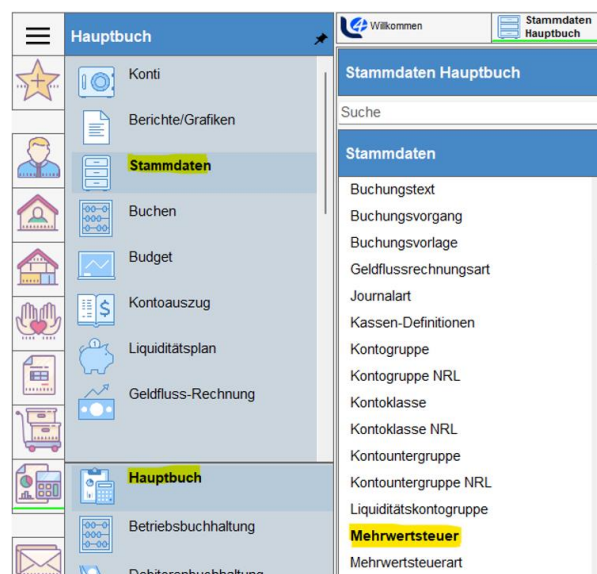 Hauptbuch
Konti
Berichte/Grafiken
Stammdaten
Buchen
Budget
Kontoauszug
Liquiditätsplan
Geldfluss-Rechnung
Hauptbuch
Betriebsbuchhaltung
Debitorenbuchhaltung
Willkommen
Stammdaten
Hauptbuch
Stammdaten Hauptbuch
Suche
Stammdaten
Buchungstext
Buchungsvorgang
Buchungsvorlage
Geldflussrechnungsart
Journalart
Kassen-Definitionen
Kontogruppe
Kontogruppe NRL
Kontoklasse
Kontoklasse NRL
Kontountergruppe
Kontountergruppe NRL
Liquiditätskontogruppe
Mehrwertsteuer
Mehrwertsteuerart